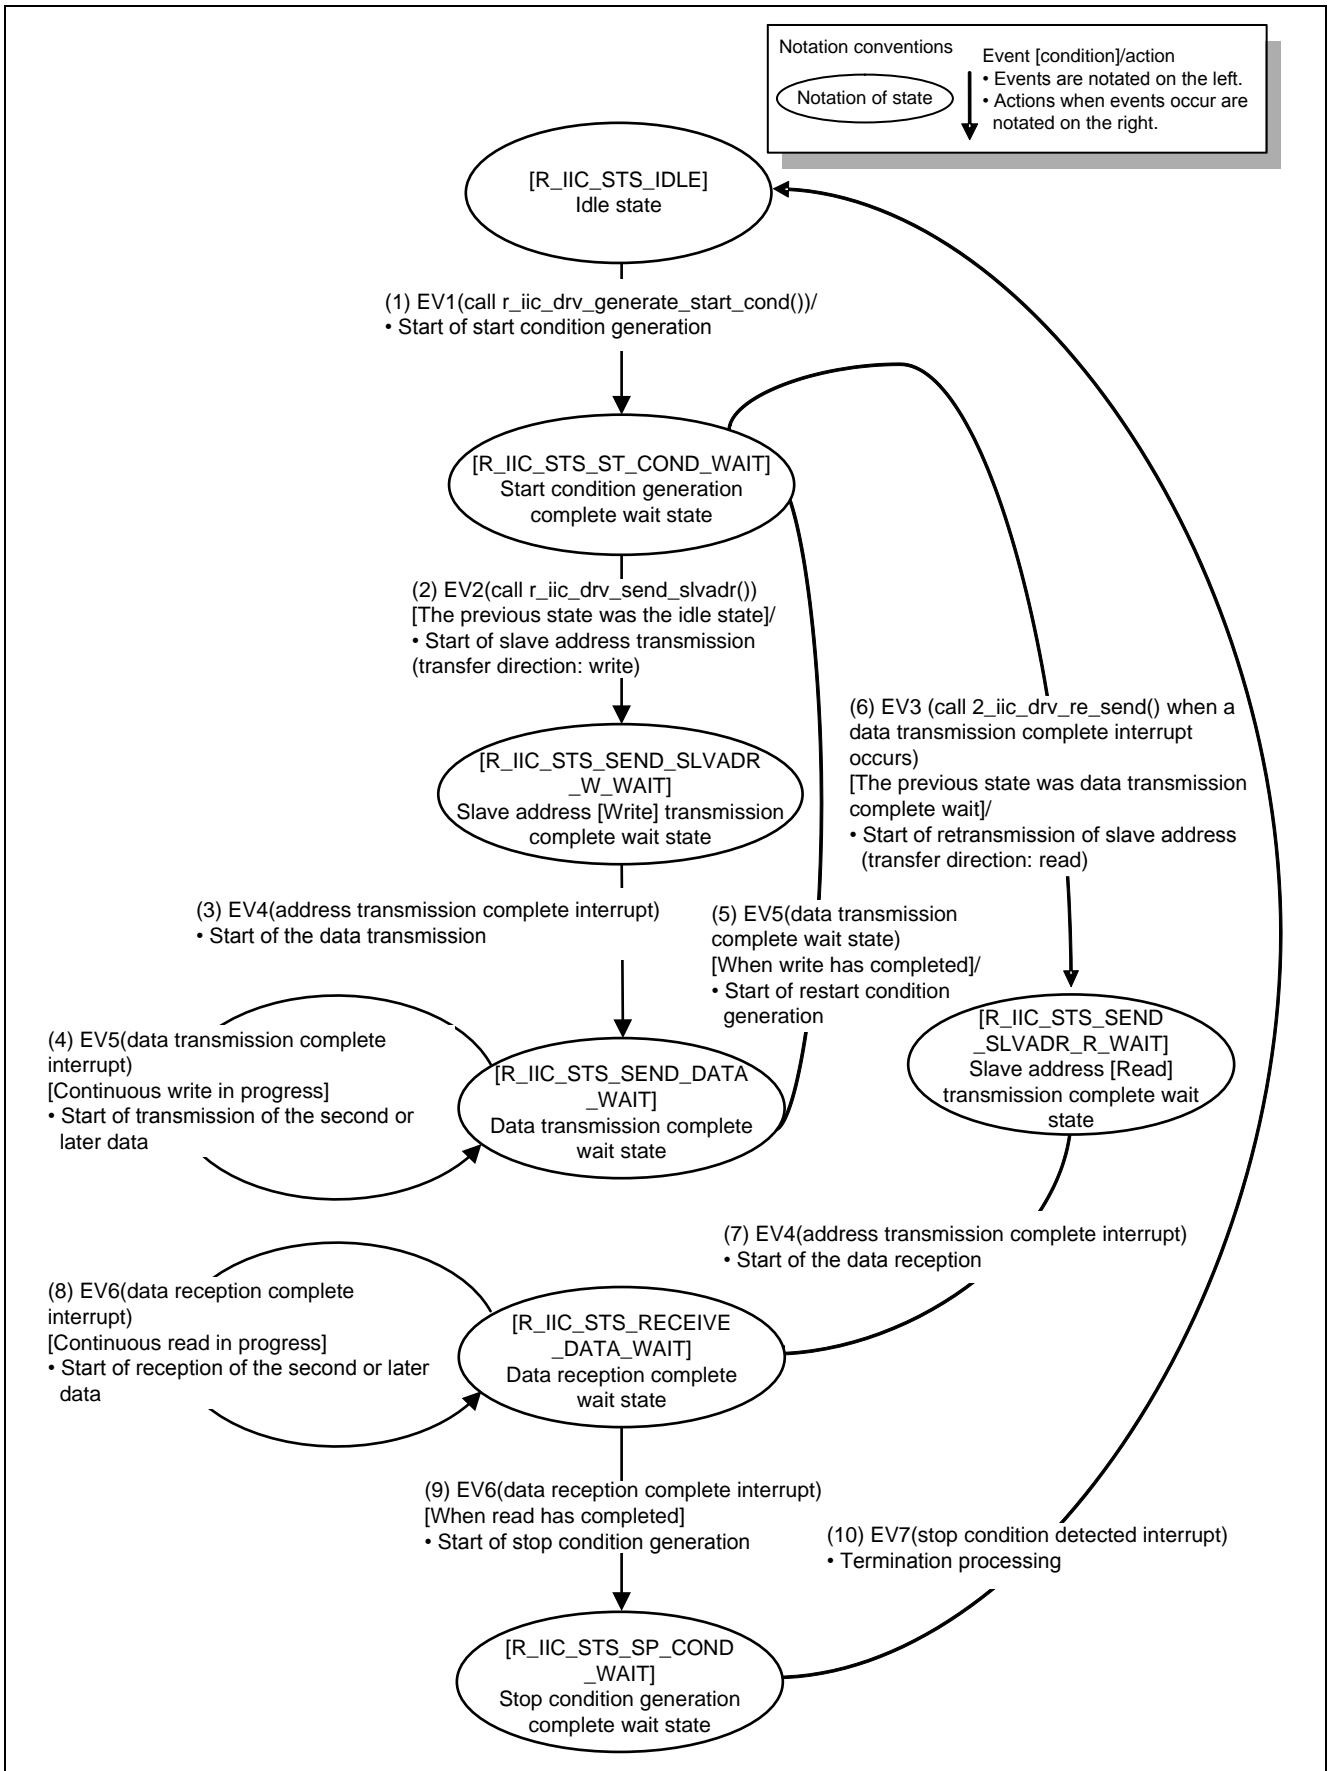 Notation conventions
Notation of state
Event [condition]/action
• Events are notated on the left.
• Actions when events occur are
notated on the right.
[R_IIC_STS_IDLE]
Idle state
(1) EV1(call r_iic_drv_generate_start_cond())/
• Start of start condition generation
[R_IIC_STS_ST_COND_WAIT]
Start condition generation
complete wait state
(2) EV2(call r_iic_drv_send_slvadr())
[The previous state was the idle state]/
• Start of slave address transmission
(transfer direction: write)
(6) EV3 (call 2_iic_drv_re_send() when a
data transmission complete interrupt
occurs)
[The previous state was data transmission
complete wait]/
• Start of retransmission of slave address
(transfer direction: read)
[R_IIC_STS_SEND_SLVADR
_W_WAIT]
Slave address [Write] transmission
complete wait state
(3) EV4(address transmission complete interrupt)
• Start of the data transmission
(5) EV5(data transmission
complete wait state)
[When write has completed]/
• Start of restart condition
generation
[R_IIC_STS_SEND
_SLVADR_R_WAIT]
Slave address [Read]
transmission complete wait
state
(4) EV5(data transmission complete
interrupt)
[Continuous write in progress]
• Start of transmission of the second or
later data
[R_IIC_STS_SEND_DATA
_WAIT]
Data transmission complete
wait state
(7) EV4(address transmission complete interrupt)
• Start of the data reception
(8) EV6(data reception complete
interrupt)
[Continuous read in progress]
• Start of reception of the second or later
data
[R_IIC_STS_RECEIVE
_DATA_WAIT]
Data reception complete
wait state
(9) EV6(data reception complete interrupt)
[When read has completed]
• Start of stop condition generation
(10) EV7(stop condition detected interrupt)
• Termination processing
[R_IIC_STS_SP_COND
_WAIT]
Stop condition generation
complete wait state